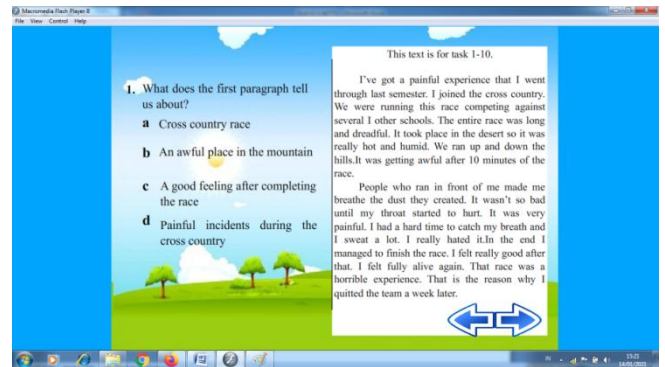 Macromedia Flash Player 8
File View Control Help
1. What does the first paragraph tell
us about?
a Cross country race
b An awful place in the mountain
c A good feeling after completing
the race
d Painful incidents during the
cross country
This text is for task 1-10.
I've got a painful experience that I went
through last semester. I joined the cross country.
We were running this race competing against
several I other schools. The entire race was long
and dreadful. It took place in the desert so it was
really hot and humid. We ran up and down the
hills.It was getting awful after 10 minutes of the
race.
People who ran in front of me made me
breathe the dust they created. It wasn't so bad
until my throat started to hurt. It was very
painful. I had a hard time to catch my breath and
I sweat a lot. I really hated it.In the end I
managed to finish the race. I felt really good after
that. I felt fully alive again. That race was a
horrible experience. That is the reason why I
quitted the team a week later.
IN
15:21
14/01/2021